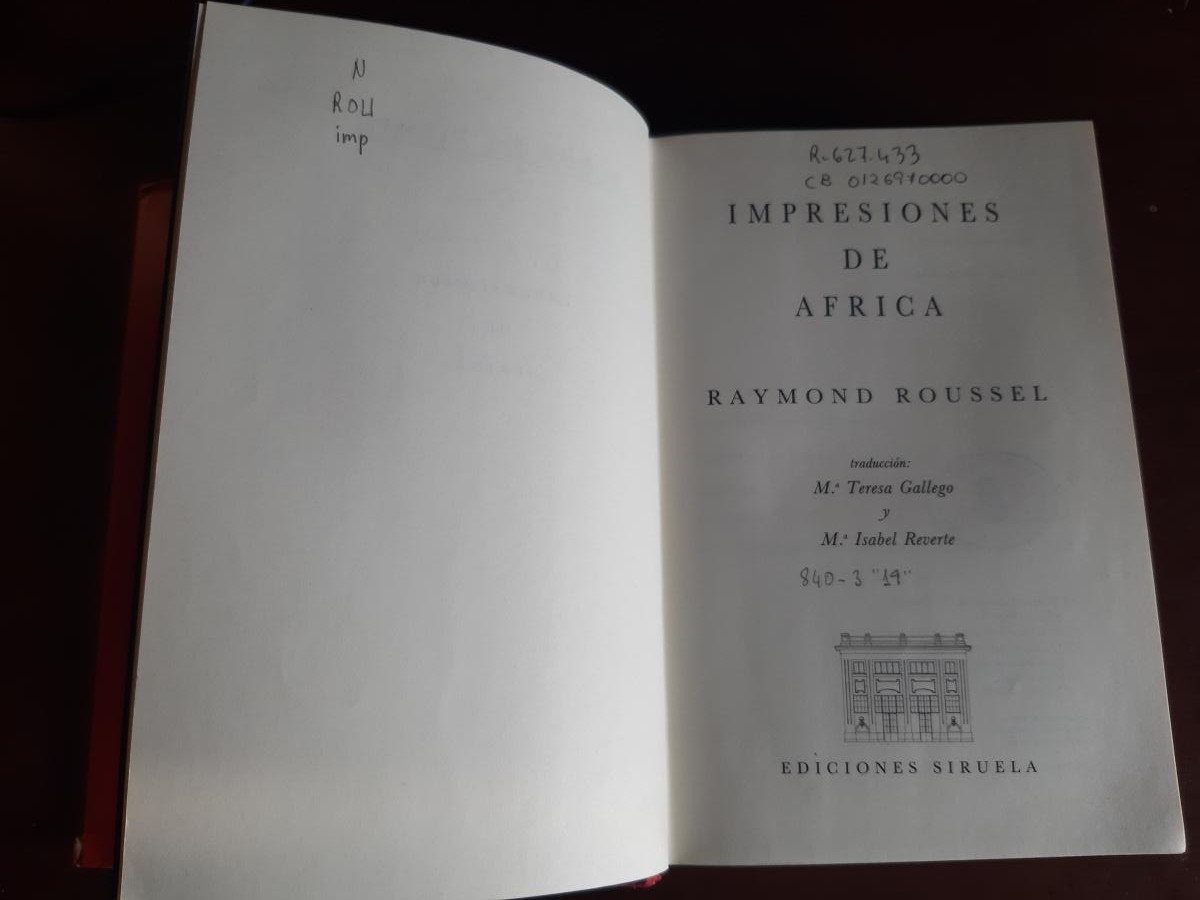 N
ROU
imp
R-627.433
CB 0126970000
IMPRESIONES
DE
AFRICA
RAYMOND ROUSSEL
traducción:
M.ª Teresa Gallego
y
M.ª Isabel Reverte
840-3 "19"
EDICIONES SIRUELA